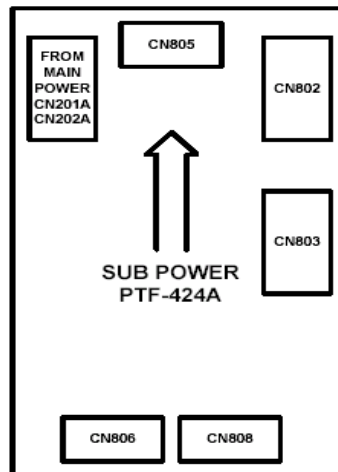 CN805
FROM
MAIN
POWER
CN201A
CN202A
CN802
CN803
SUB POWER
PTF-424A
CN806
CN808